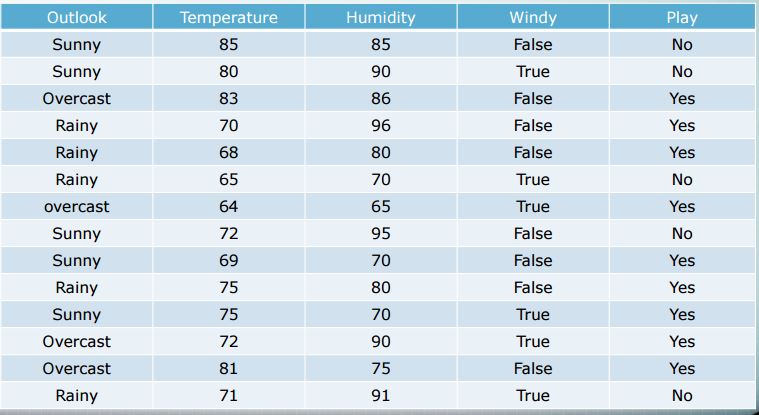 Outlook Temperature Humidity Windy Play
Sunny 85 85 False No
Sunny 80 90 True No
Overcast 83 86 False Yes
Rainy 70 96 False Yes
Rainy 68 80 False Yes
Rainy 65 70 True No
overcast 64 65 True Yes
Sunny 72 95 False No
Sunny 69 70 False Yes
Rainy 75 80 False Yes
Sunny 75 70 True Yes
Overcast 72 90 True Yes
Overcast 81 75 False Yes
Rainy 71 91 True No